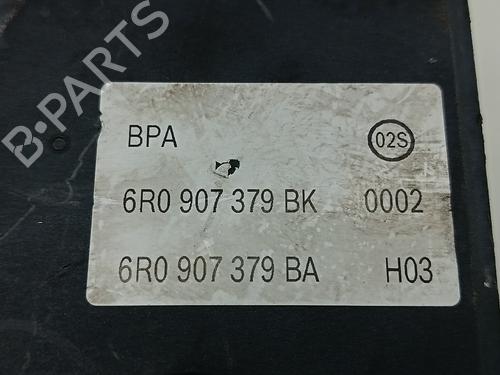 B-PARTS
BPA 02S
6R0 907 379 BK 0002
6R0 907 379 BA H03